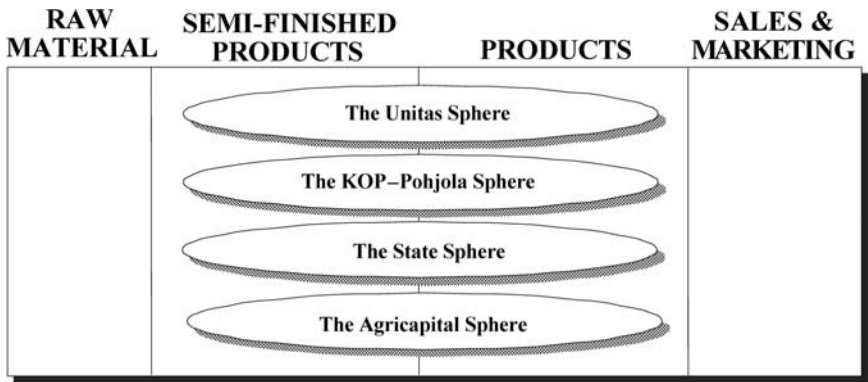 RAW
MATERIAL
SEMI-FINISHED
PRODUCTS
PRODUCTS
SALES &
MARKETING
The Unitas Sphere
The KOP–Pohjola Sphere
The State Sphere
The Agricapital Sphere